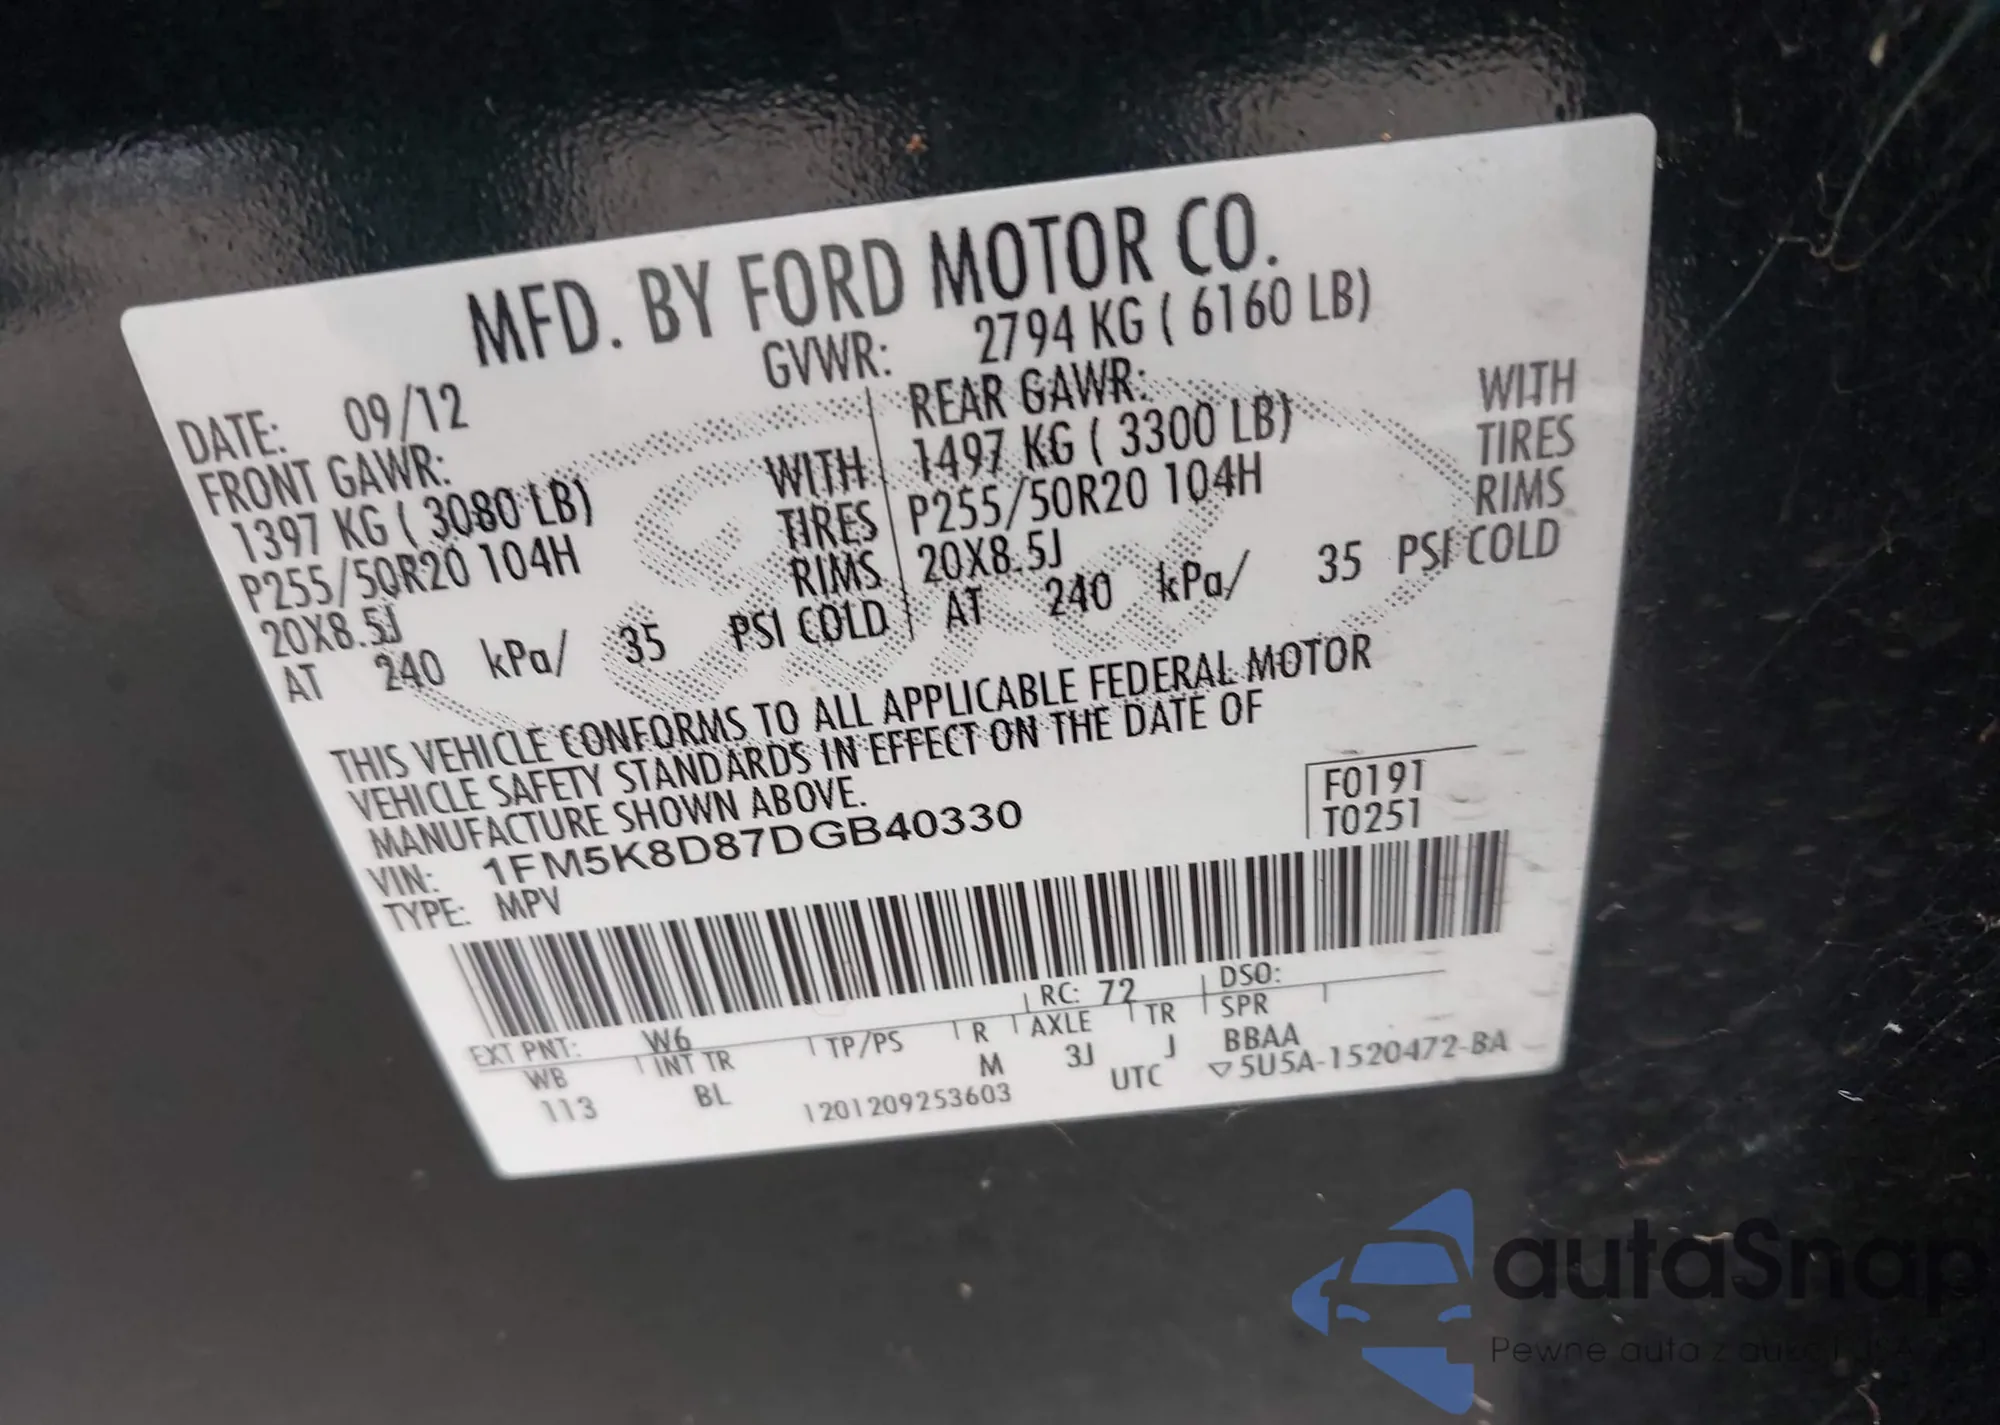 MFD. BY FORD MOTOR CO.
DATE: 09/12 GVWR: 2794 KG ( 6160 LB)
FRONT GAWR: REAR GAWR:
1397 KG ( 3080 LB) WITH 1497 KG ( 3300 LB) WITH
P255/50R20 104H TIRES P255/50R20 104H TIRES
20X8.5J RIMS 20X8.5J RIMS
AT 240 kPa/ 35 PSI COLD AT 240 kPa/ 35 PSI COLD
THIS VEHICLE CONFORMS TO ALL APPLICABLE FEDERAL MOTOR
VEHICLE SAFETY STANDARDS IN EFFECT ON THE DATE OF
MANUFACTURE SHOWN ABOVE.
VIN: 1FM5K8D87DGB40330
TYPE: MPV
F0191
T0251
EXT PNT: W6 RC: 72 DSO:
WB INT TR TP/PS R AXLE TR SPR
113 BL M 3J J BBAA
1201209253603 UTC ▽5U5A-1520472-BA
autaSnap
Pewne auto z